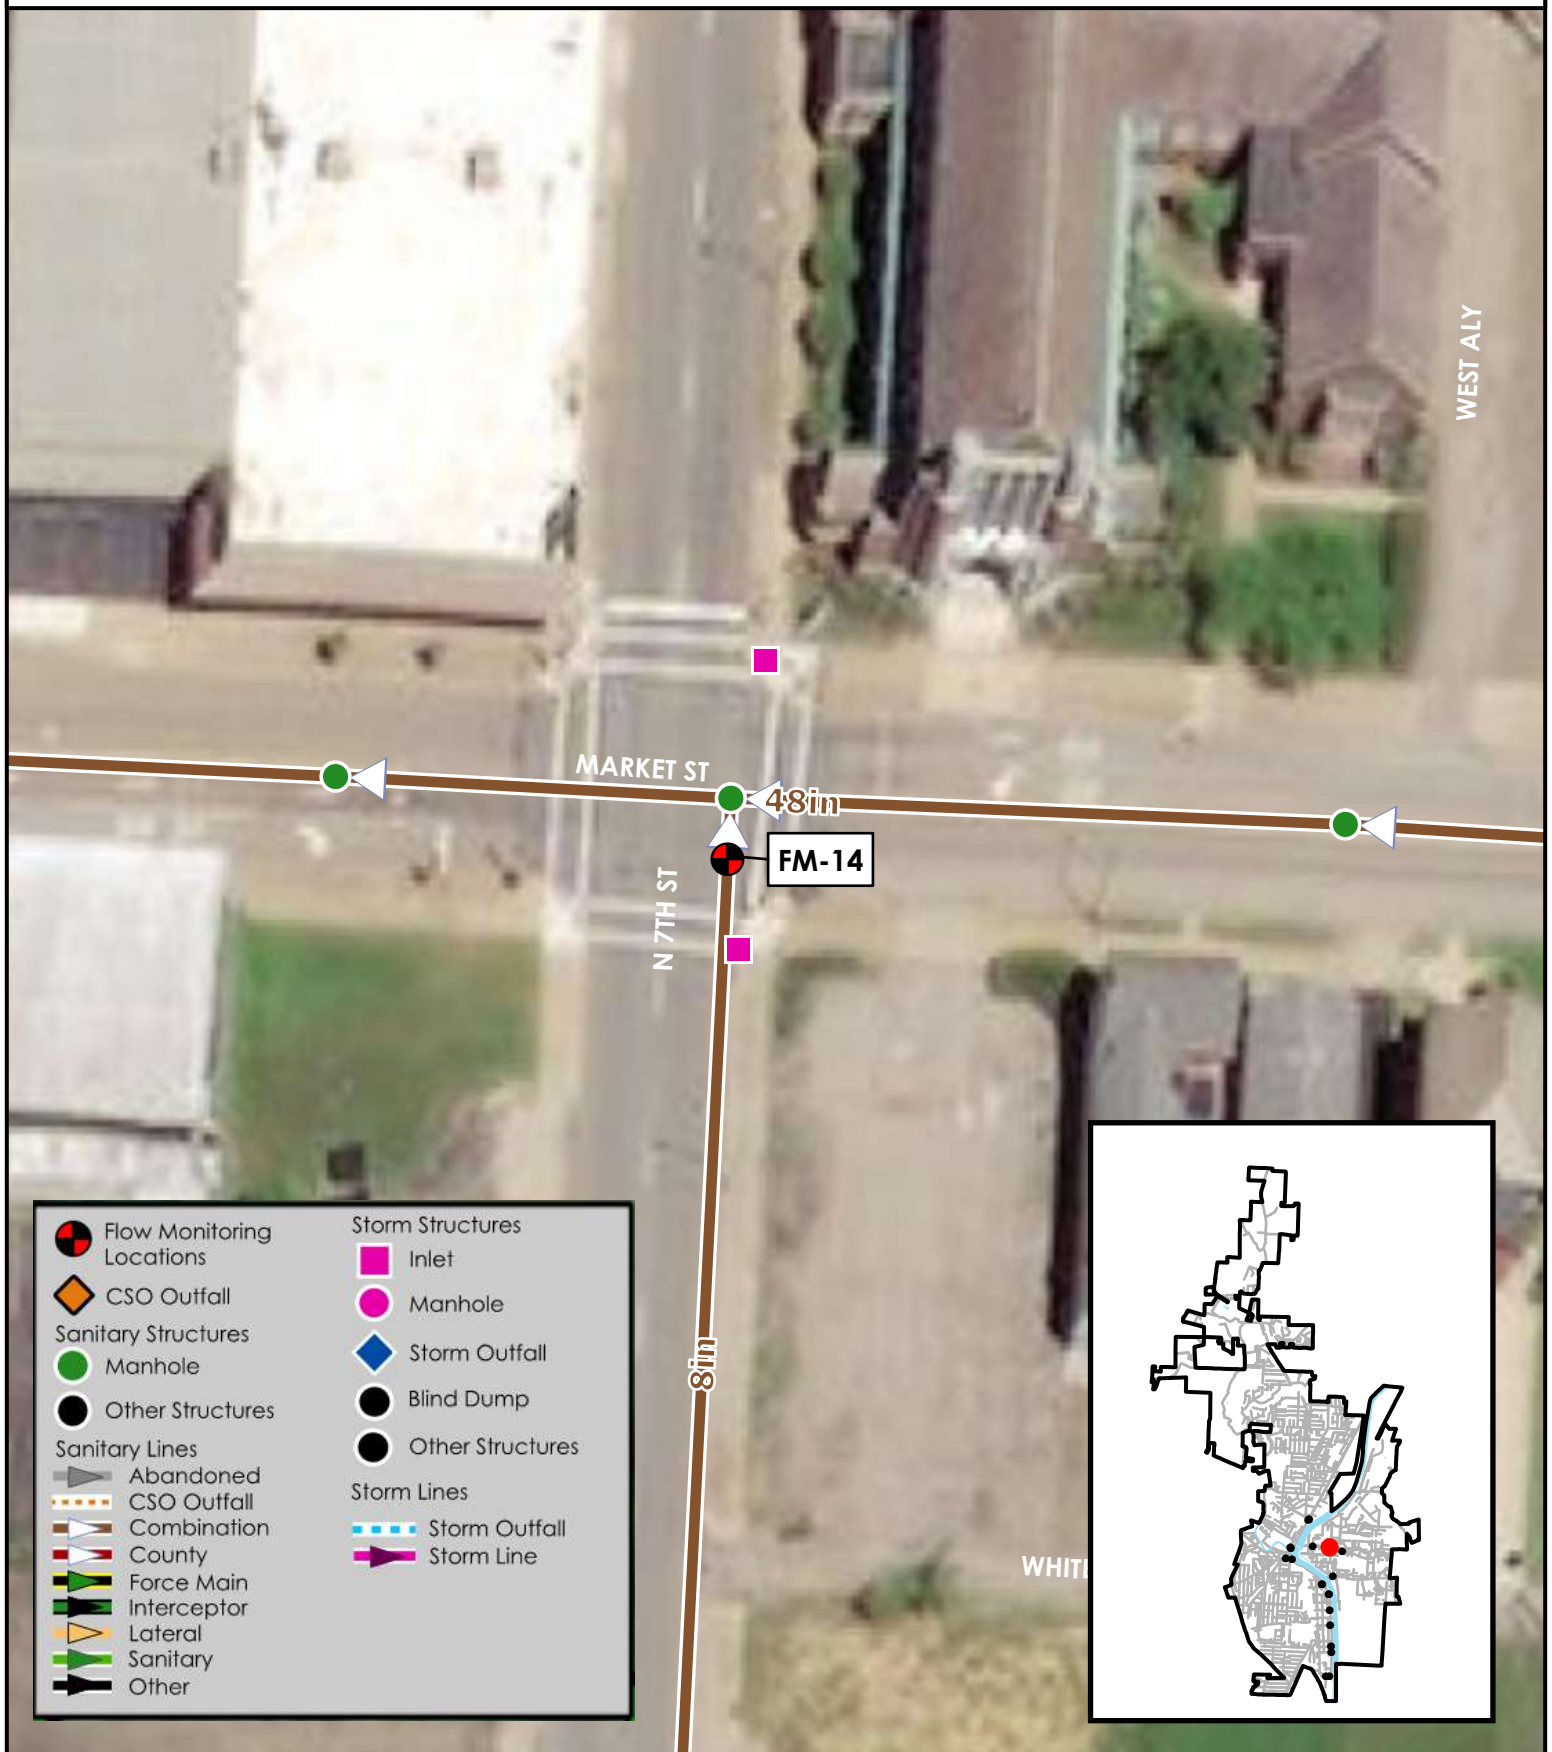 WEST ALY
MARKET ST
48in
FM-14
N 7TH ST
8in
WHITE
Flow Monitoring
Locations
CSO Outfall
Sanitary Structures
Manhole
Other Structures
Sanitary Lines
Abandoned
CSO Outfall
Combination
County
Force Main
Interceptor
Lateral
Sanitary
Other
Storm Structures
Inlet
Manhole
Storm Outfall
Blind Dump
Other Structures
Storm Lines
Storm Outfall
Storm Line